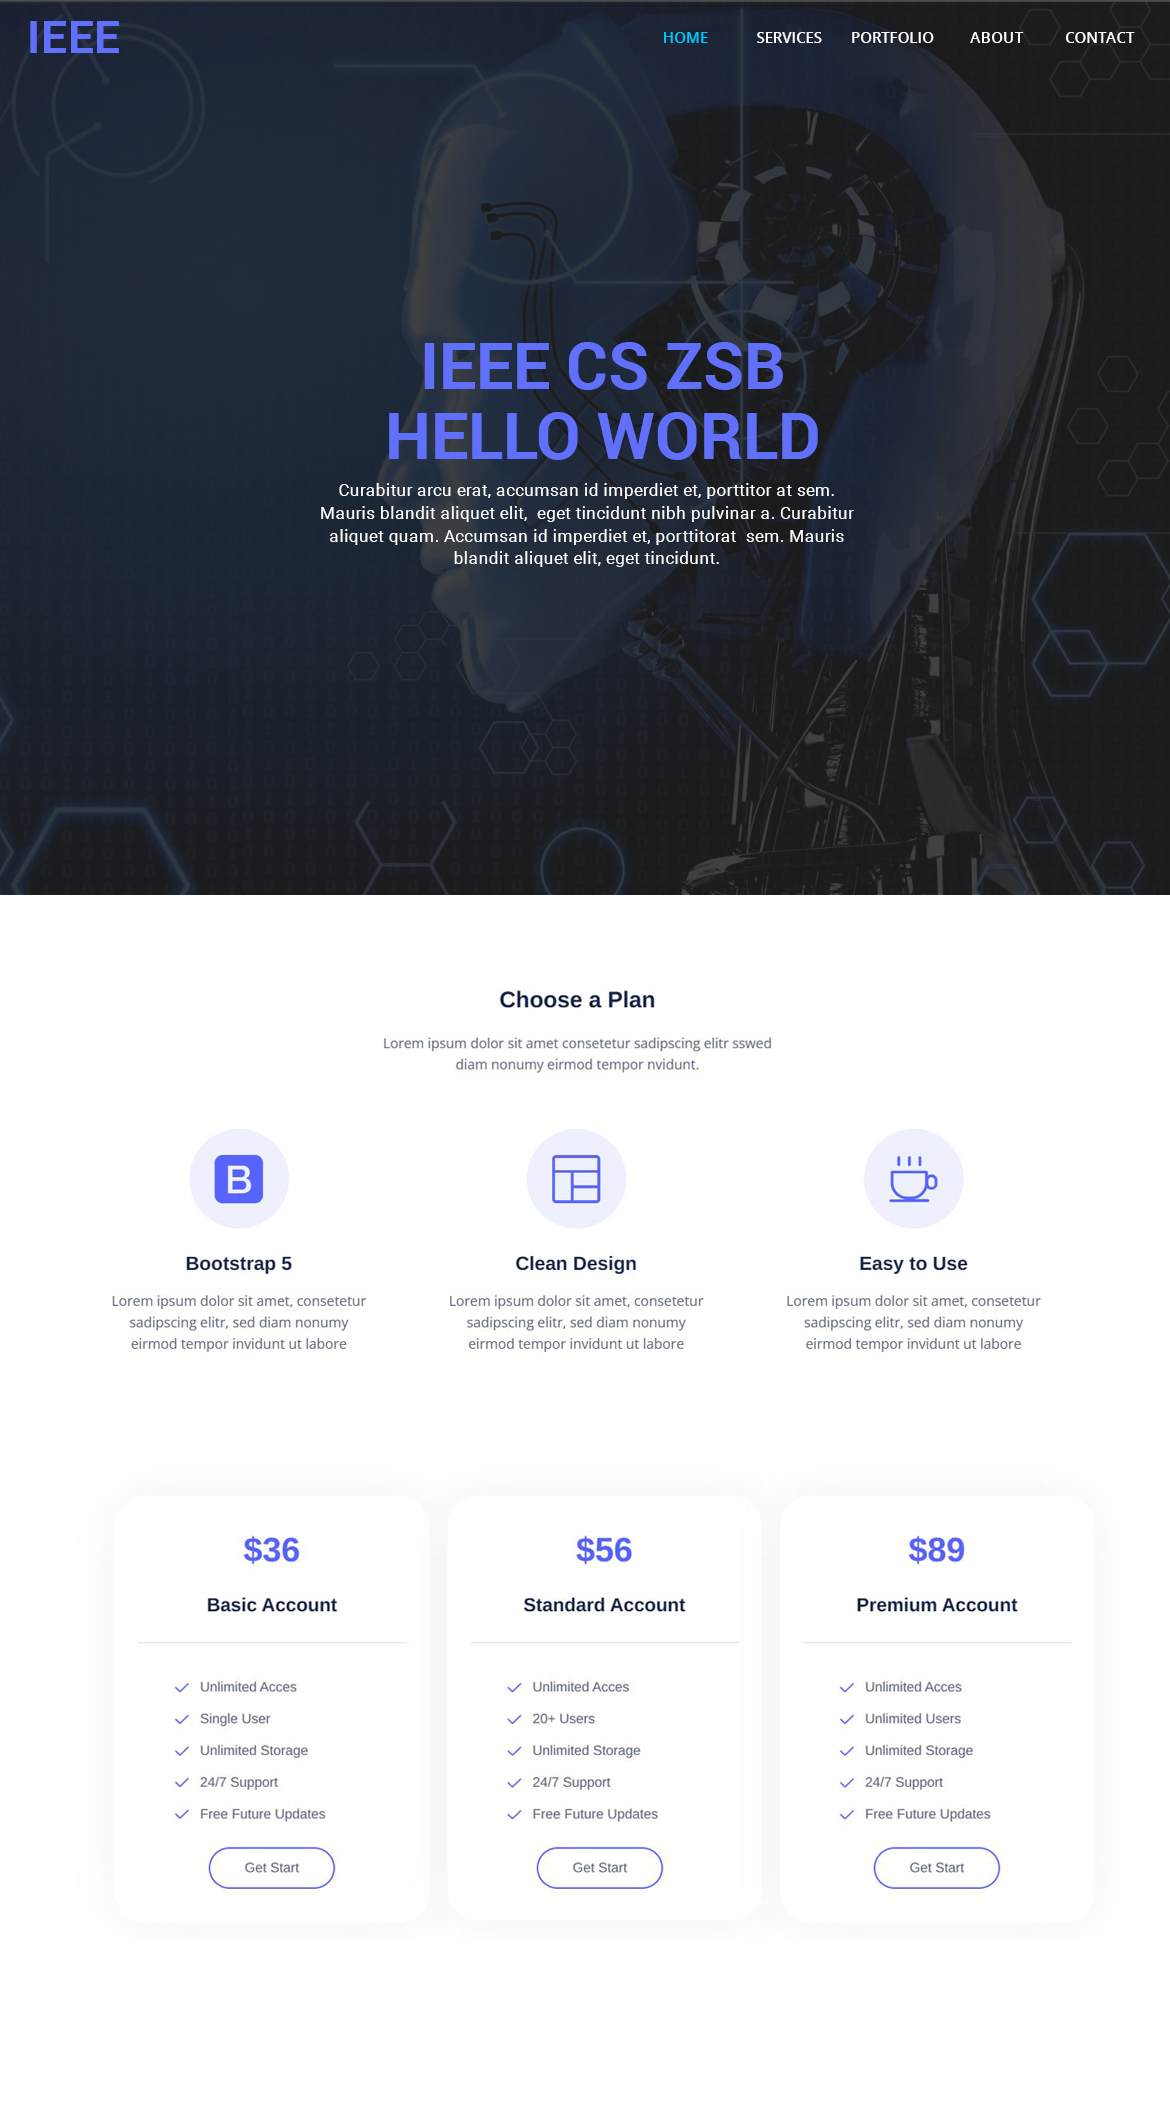 IEEE
HOME SERVICES PORTFOLIO ABOUT CONTACT
IEEE CS ZSB
HELLO WORLD
Curabitur arcu erat, accumsan id imperdiet et, porttitor at sem.
Mauris blandit aliquet elit, eget tincidunt nibh pulvinar a. Curabitur
aliquet quam. Accumsan id imperdiet et, porttitorat sem. Mauris
blandit aliquet elit, eget tincidunt.
Choose a Plan
Lorem ipsum dolor sit amet consetetur sadipscing elitr sswed
diam nonumy eirmod tempor nvidunt.
B
Bootstrap 5
Lorem ipsum dolor sit amet, consetetur
sadipscing elitr, sed diam nonumy
eirmod tempor invidunt ut labore
Clean Design
Lorem ipsum dolor sit amet, consetetur
sadipscing elitr, sed diam nonumy
eirmod tempor invidunt ut labore
Easy to Use
Lorem ipsum dolor sit amet, consetetur
sadipscing elitr, sed diam nonumy
eirmod tempor invidunt ut labore
$36
Basic Account
Unlimited Acces
Single User
Unlimited Storage
24/7 Support
Free Future Updates
Get Start
$56
Standard Account
Unlimited Acces
20+ Users
Unlimited Storage
24/7 Support
Free Future Updates
Get Start
$89
Premium Account
Unlimited Acces
Unlimited Users
Unlimited Storage
24/7 Support
Free Future Updates
Get Start